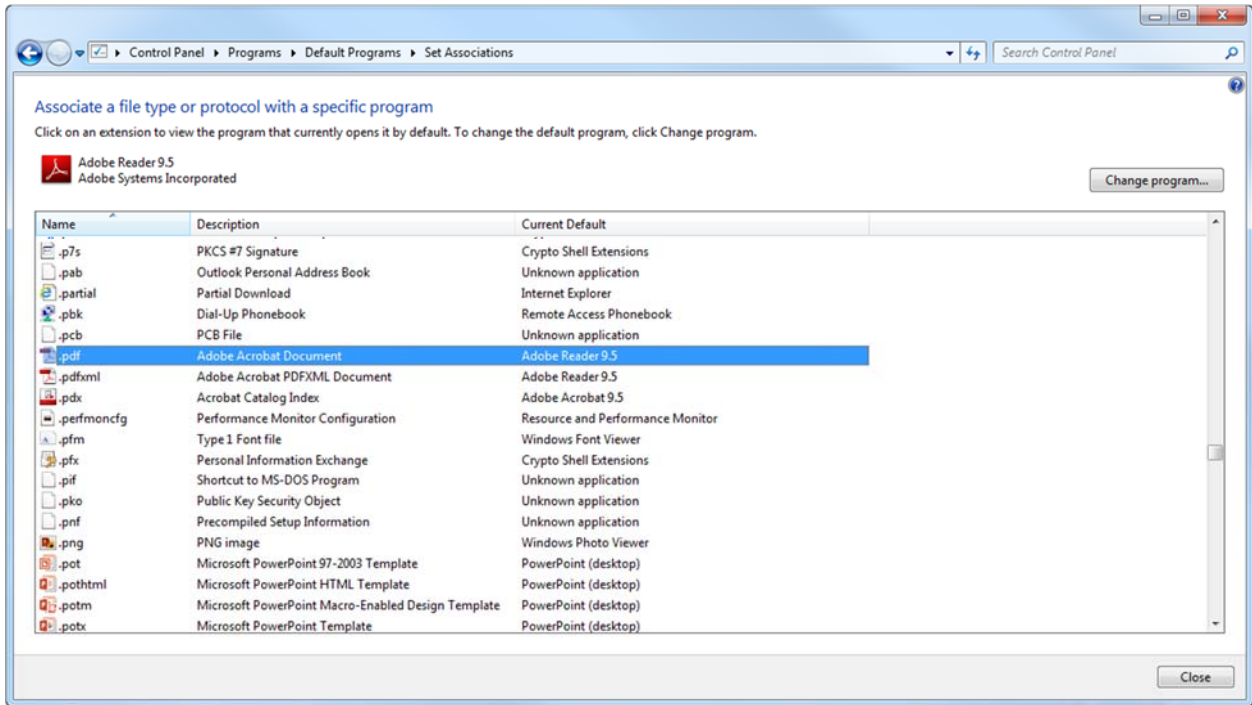 Control Panel ▸ Programs ▸ Default Programs ▸ Set Associations
Search Control Panel
Associate a file type or protocol with a specific program
Click on an extension to view the program that currently opens it by default. To change the default program, click Change program.
Adobe Reader 9.5
Adobe Systems Incorporated
Change program...
Name Description Current Default
.p7s PKCS #7 Signature Crypto Shell Extensions
.pab Outlook Personal Address Book Unknown application
.partial Partial Download Internet Explorer
.pbk Dial-Up Phonebook Remote Access Phonebook
.pcb PCB File Unknown application
.pdf Adobe Acrobat Document Adobe Reader 9.5
.pdfxml Adobe Acrobat PDFXML Document Adobe Reader 9.5
.pdx Acrobat Catalog Index Adobe Acrobat 9.5
.perfmoncfg Performance Monitor Configuration Resource and Performance Monitor
.pfm Type 1 Font file Windows Font Viewer
.pfx Personal Information Exchange Crypto Shell Extensions
.pif Shortcut to MS-DOS Program Unknown application
.pko Public Key Security Object Unknown application
.pnf Precompiled Setup Information Unknown application
.png PNG image Windows Photo Viewer
.pot Microsoft PowerPoint 97-2003 Template PowerPoint (desktop)
.pothtml Microsoft PowerPoint HTML Template PowerPoint (desktop)
.potm Microsoft PowerPoint Macro-Enabled Design Template PowerPoint (desktop)
.potx Microsoft PowerPoint Template PowerPoint (desktop)
Close